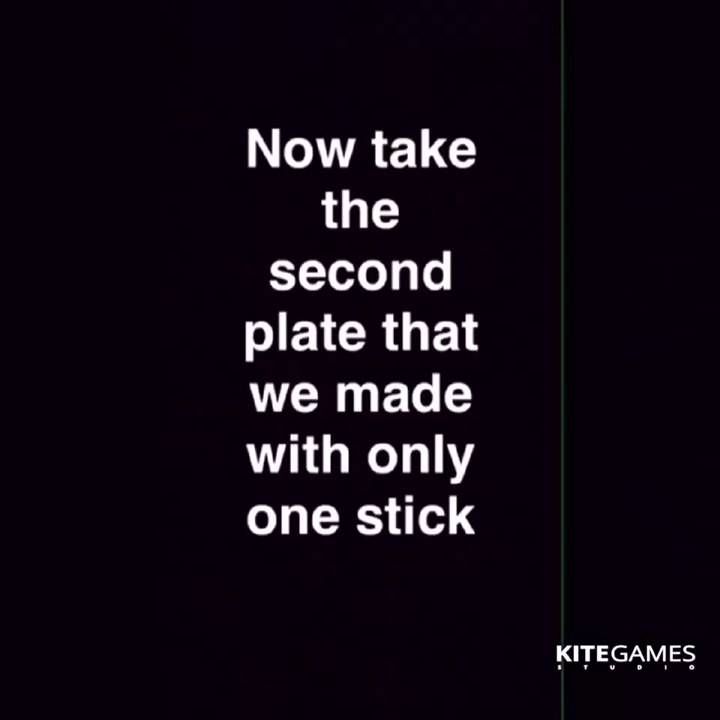 Now take
the
second
plate that
we made
with only
one stick
KITEGAMES
STUDIO